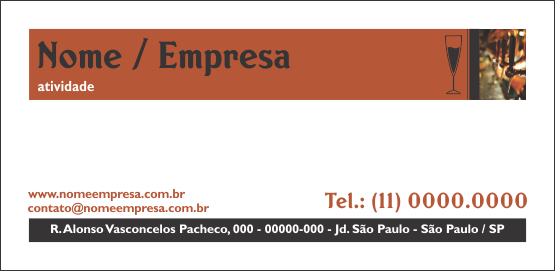 Nome / Empresa
atividade
www.nomeempresa.com.br
contato@nomeempresa.com.br
Tel.: (11) 0000.0000
R. Alonso Vasconcelos Pacheco, 000 - 00000-000 - Jd. São Paulo - São Paulo / SP